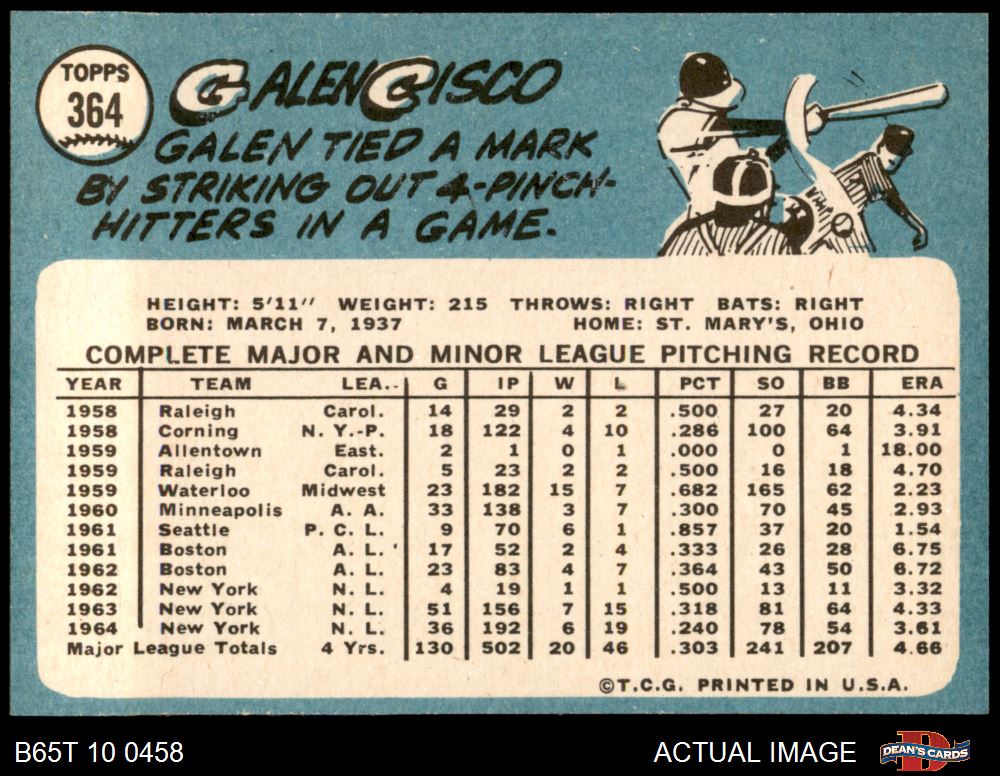 TOPPS
364
GALEN CISCO
GALEN TIED A MARK
BY STRIKING OUT 4-PINCH-
HITTERS IN A GAME.
HEIGHT: 5'11" WEIGHT: 215 THROWS: RIGHT BATS: RIGHT
BORN: MARCH 7, 1937 HOME: ST. MARY'S, OHIO
COMPLETE MAJOR AND MINOR LEAGUE PITCHING RECORD
YEAR TEAM LEA. G IP W L PCT SO BB ERA
1958 Raleigh Carol. 14 29 2 2 .500 27 20 4.34
1958 Corning N. Y.-P. 18 122 4 10 .286 100 64 3.91
1959 Allentown East. 2 1 0 1 .000 0 1 18.00
1959 Raleigh Carol. 5 23 2 2 .500 16 18 4.70
1959 Waterloo Midwest 23 182 15 7 .682 165 62 2.23
1960 Minneapolis A. A. 33 138 3 7 .300 70 45 2.93
1961 Seattle P. C. L. 9 70 6 1 .857 37 20 1.54
1961 Boston A. L. 17 52 2 4 .333 26 28 6.75
1962 Boston A. L. 23 83 4 7 .364 43 50 6.72
1962 New York N. L. 4 19 1 1 .500 13 11 3.32
1963 New York N. L. 51 156 7 15 .318 81 64 4.33
1964 New York N. L. 36 192 6 19 .240 78 54 3.61
Major League Totals 4 Yrs. 130 502 20 46 .303 241 207 4.66
©T.C.G. PRINTED IN U.S.A.
B65T 10 0458 ACTUAL IMAGE DEAN'S CARDS